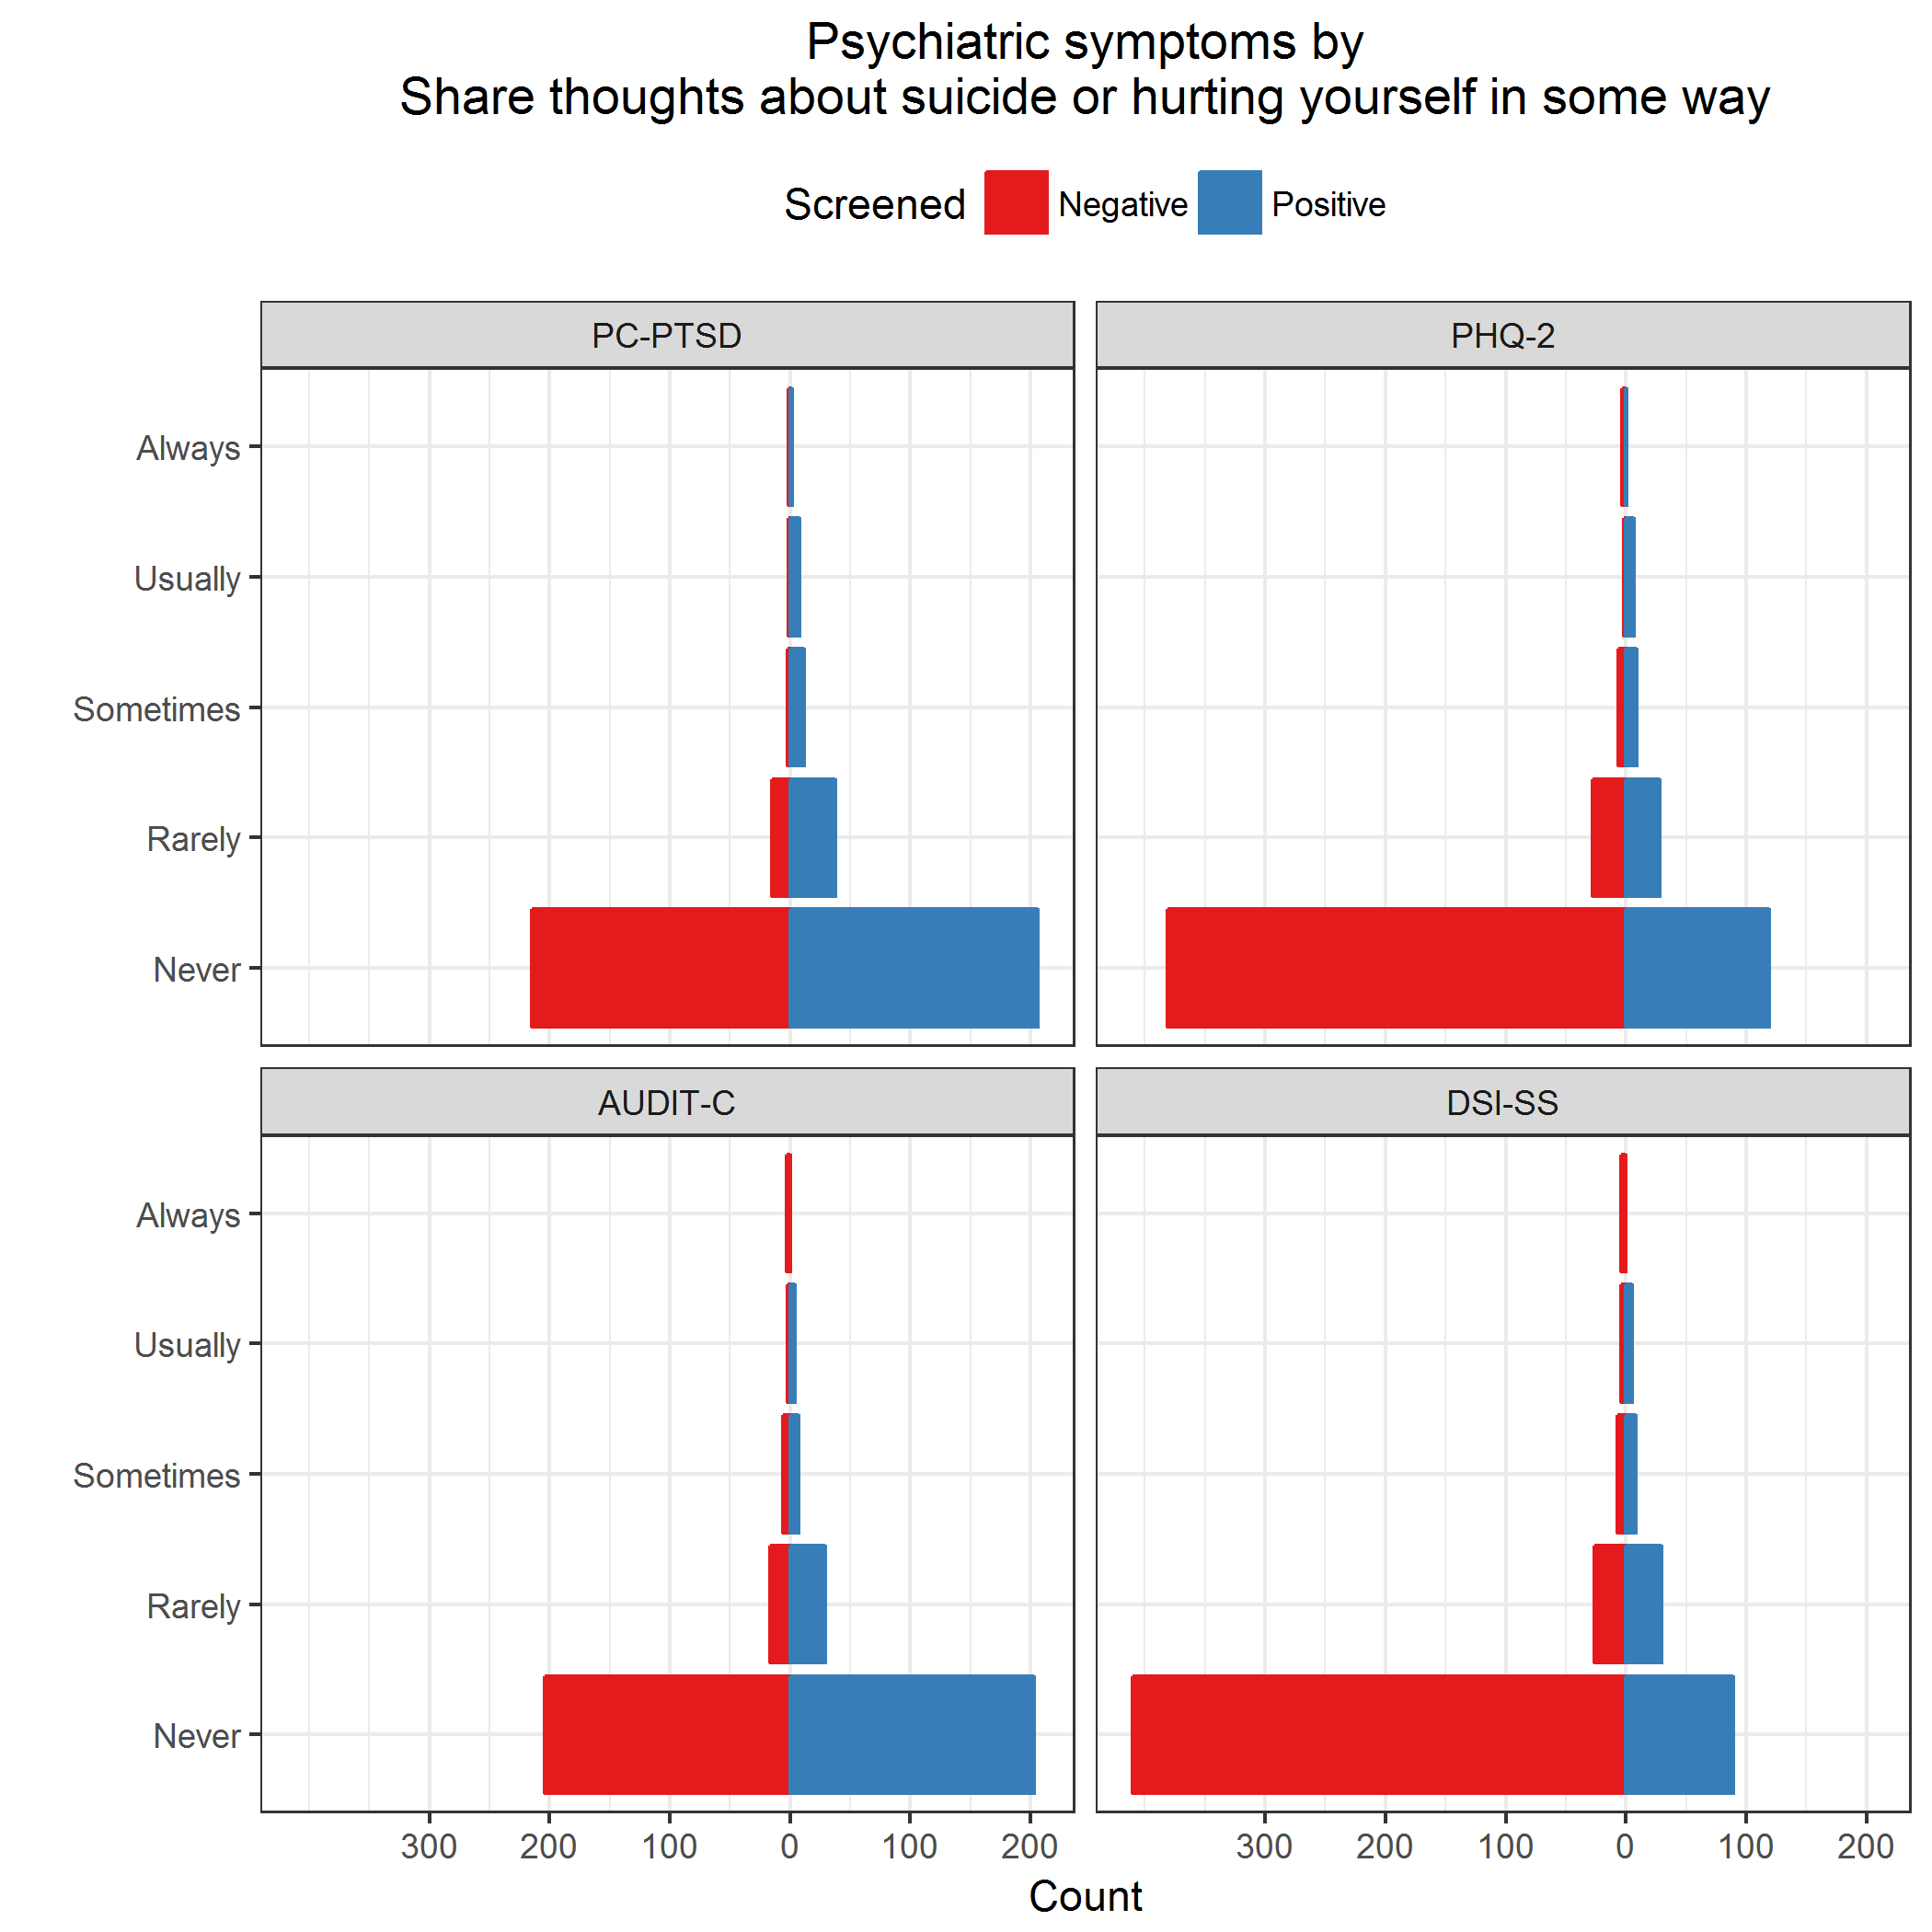 Psychiatric symptoms by
Share thoughts about suicide or hurting yourself in some way
Screened Negative Positive
PC-PTSD PHQ-2
Always
Usually
Sometimes
Rarely
Never
AUDIT-C DSI-SS
Always
Usually
Sometimes
Rarely
Never
300 200 100 0 100 200 300 200 100 0 100 200
Count